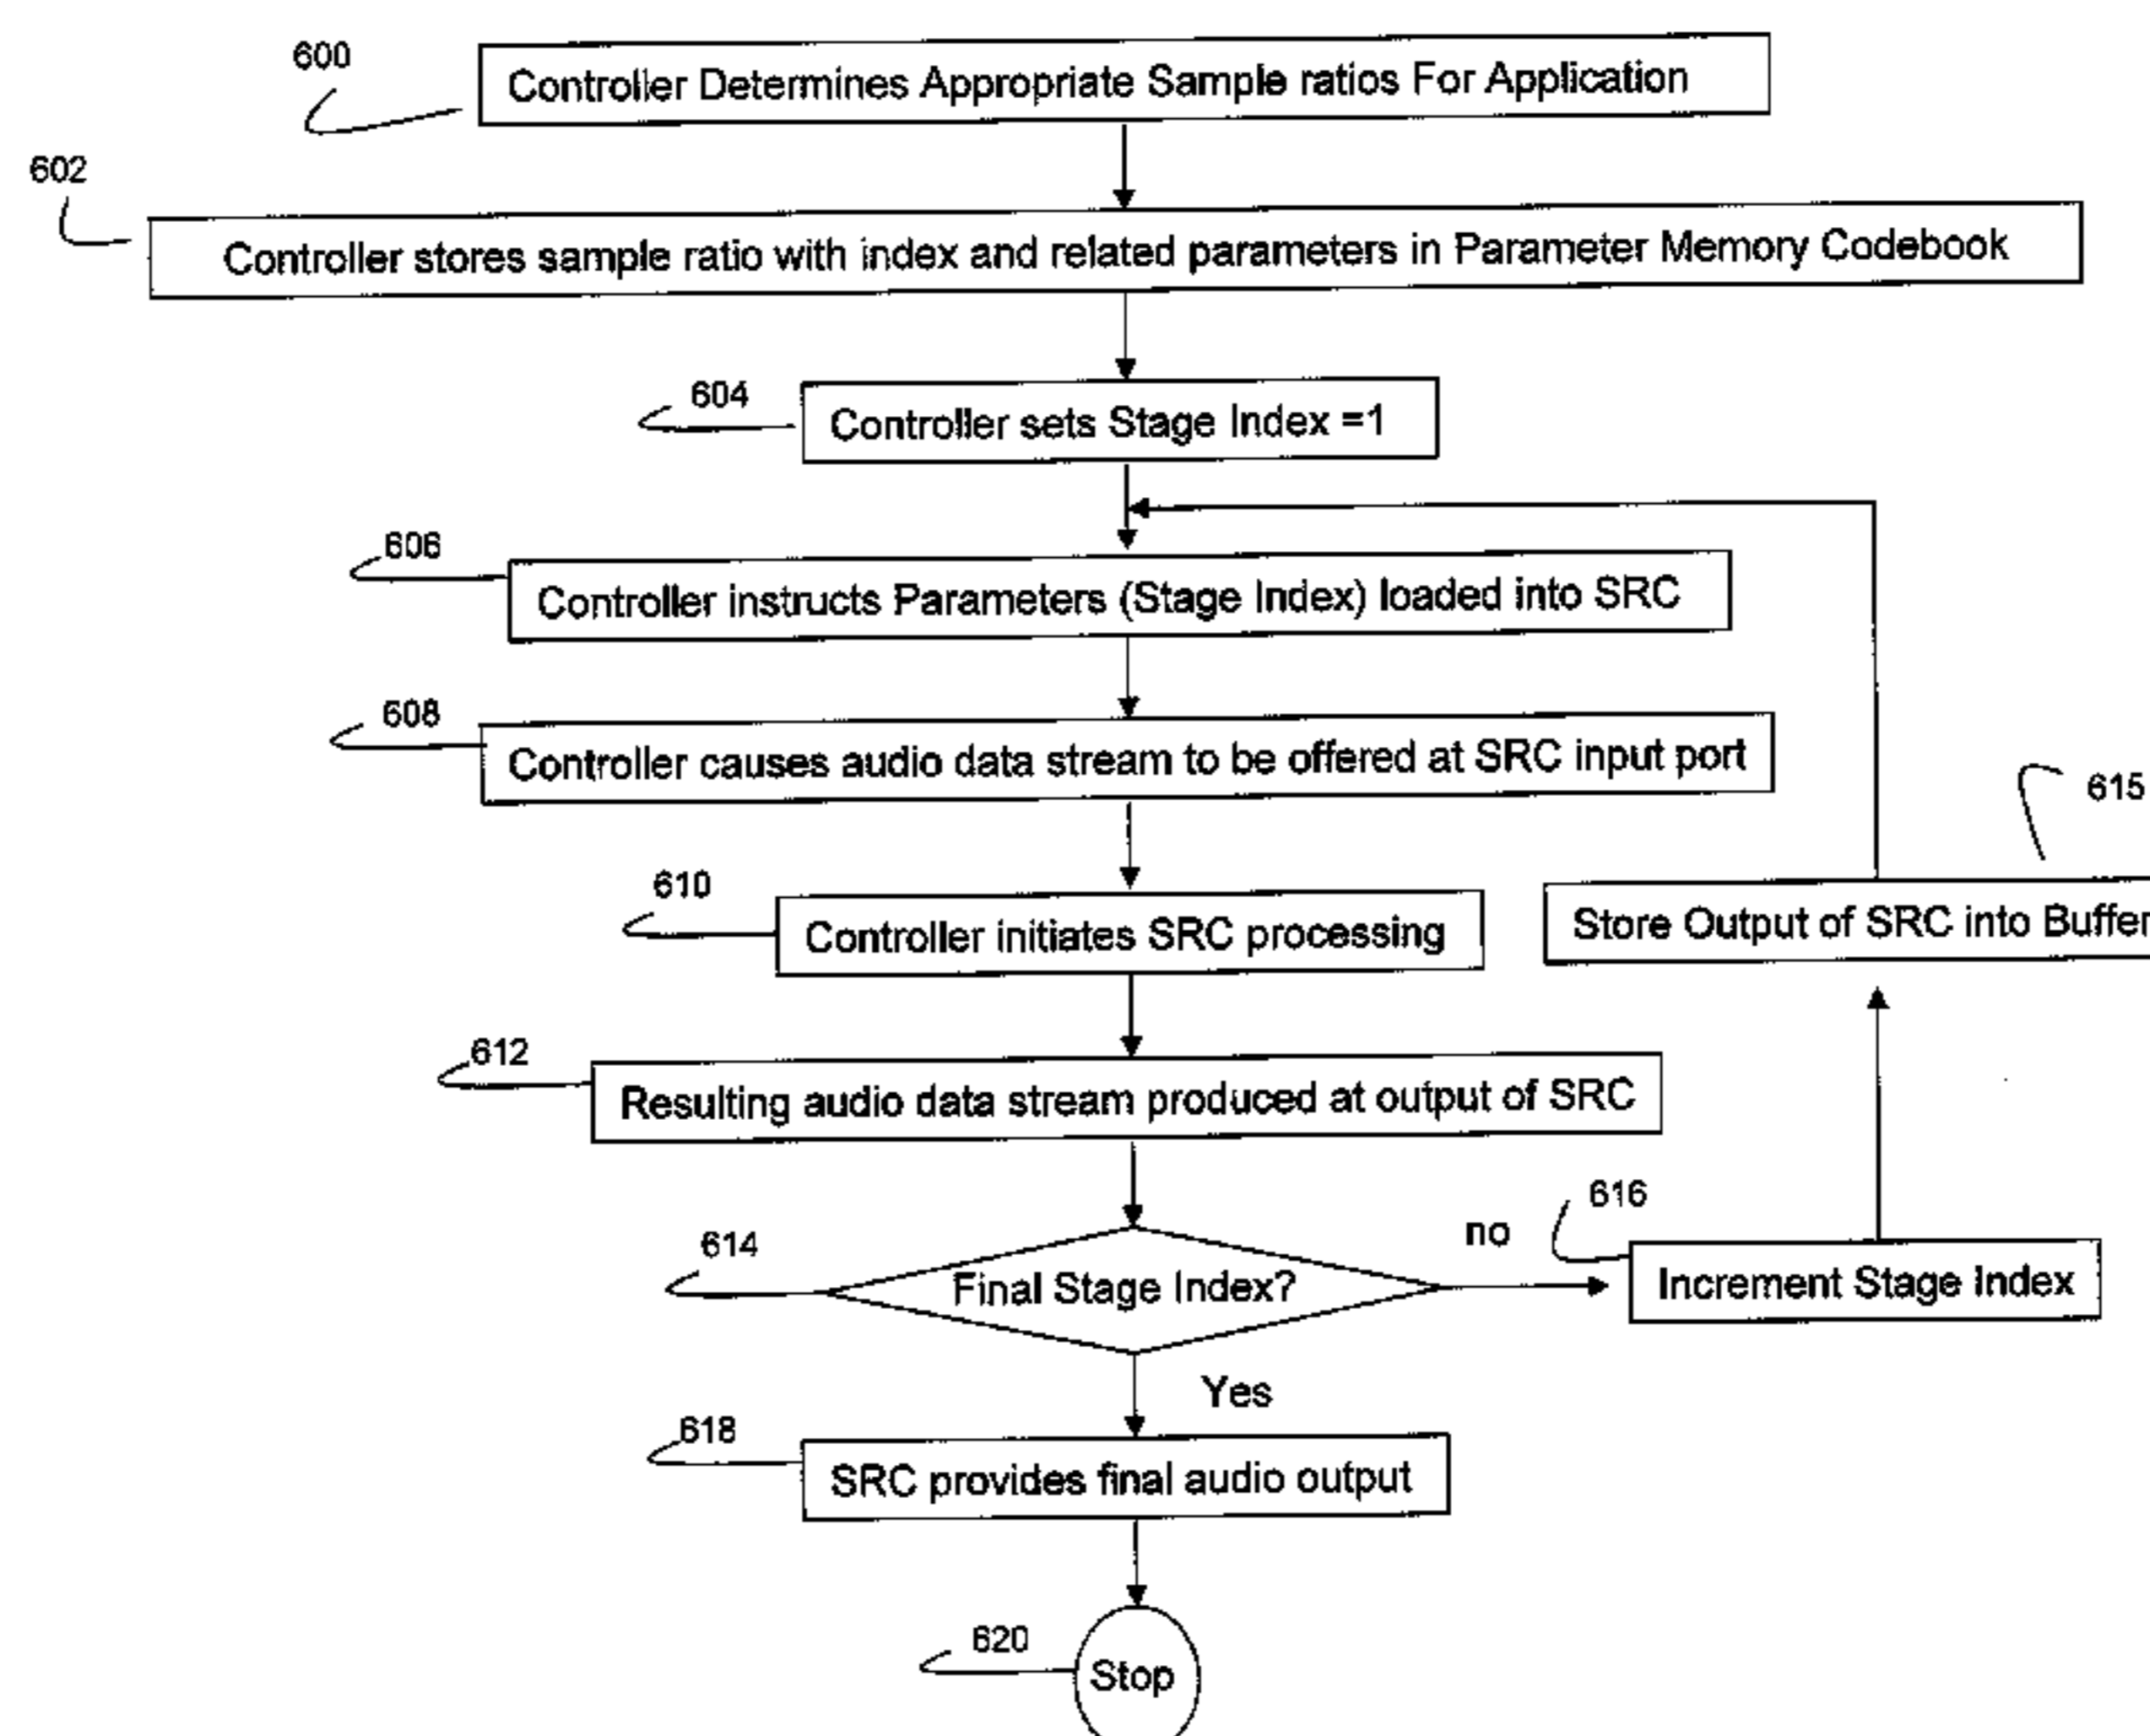 600
Controller Determines Appropriate Sample ratios For Application
602
Controller stores sample ratio with index and related parameters in Parameter Memory Codebook
604
Controller sets Stage Index =1
606
Controller instructs Parameters (Stage Index) loaded into SRC
608
Controller causes audio data stream to be offered at SRC input port
615
610
Controller initiates SRC processing
Store Output of SRC into Buffer
612
Resulting audio data stream produced at output of SRC
616
614
no
Final Stage Index?
Increment Stage Index
Yes
618
SRC provides final audio output
620
Stop